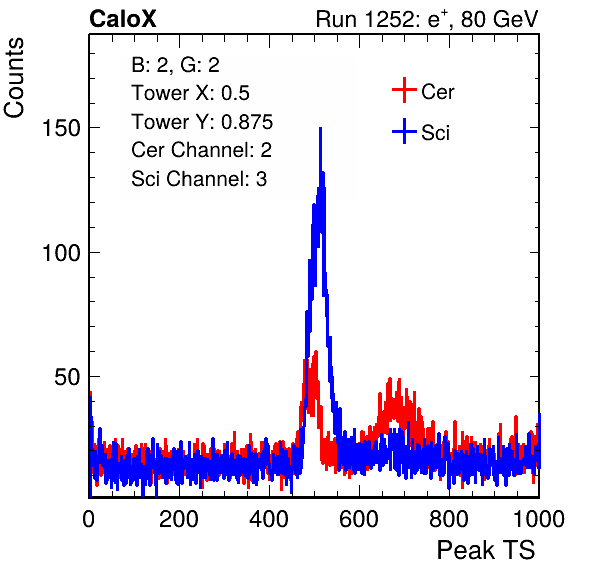 CaloX Run 1252: e⁺, 80 GeV
Counts
B: 2, G: 2
Tower X: 0.5
Tower Y: 0.875
Cer Channel: 2
Sci Channel: 3
Cer
Sci
150
100
50
0 200 400 600 800 1000
Peak TS